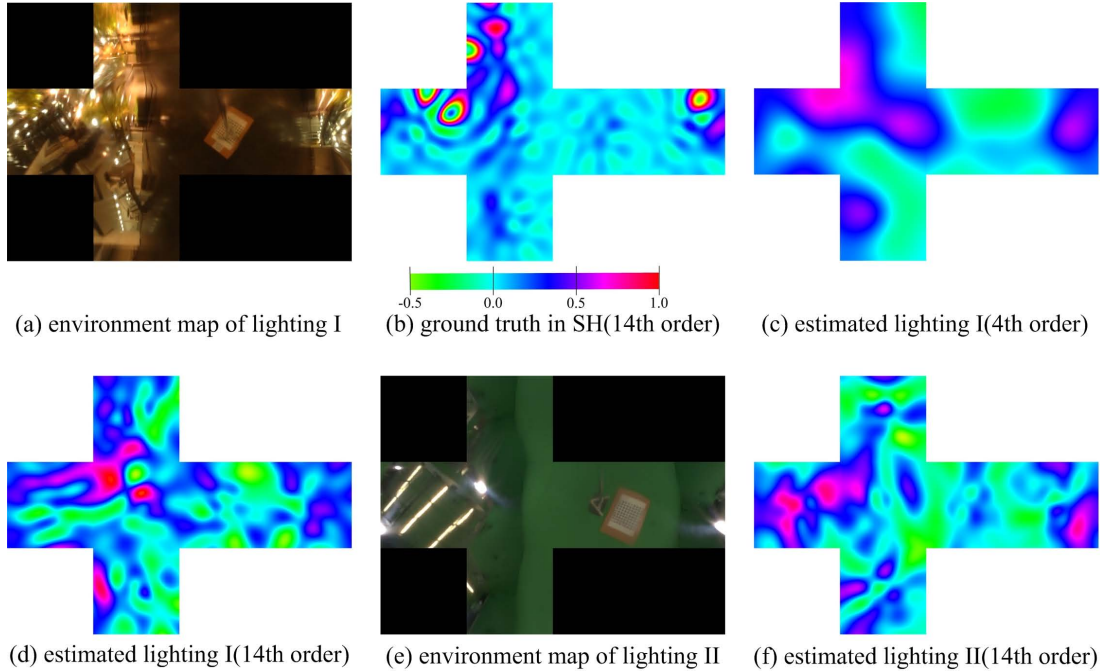 -0.5 0.0 0.5 1.0
(a) environment map of lighting I
(b) ground truth in SH(14th order)
(c) estimated lighting I(4th order)
(d) estimated lighting I(14th order)
(e) environment map of lighting II
(f) estimated lighting II(14th order)